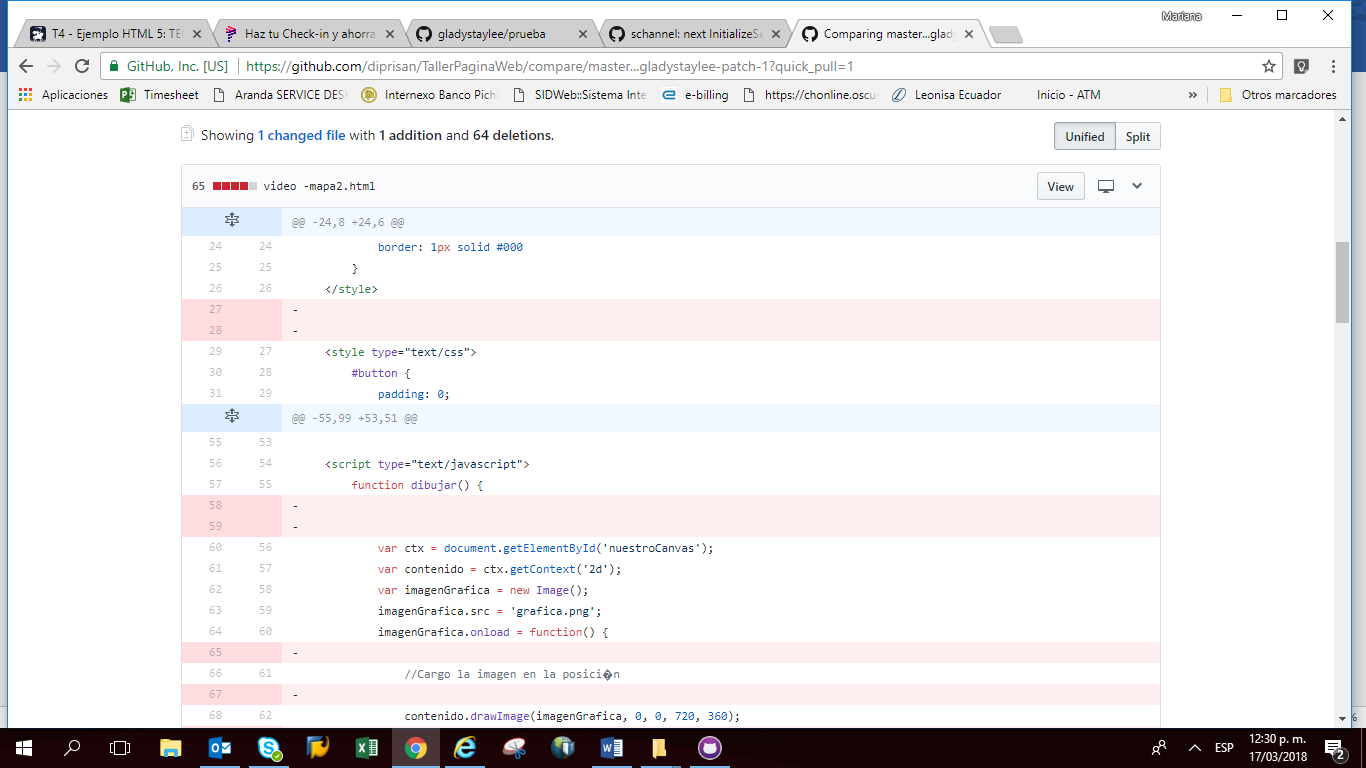 Mariana
T4 - Ejemplo HTML 5: TE
Haz tu Check-in y ahorra
gladystaylee/prueba
schannel: next InitializeSe
Comparing master...glady
GitHub, Inc. [US] https://github.com/diprisan/TallerPaginaWeb/compare/master...gladystaylee-patch-1?quick_pull=1
Aplicaciones Timesheet Aranda SERVICE DES Internexo Banco Pich SIDWeb::Sistema Inte e-billing https://chonline.oscu Leonisa Ecuador Inicio - ATM » Otros marcadores
Showing 1 changed file with 1 addition and 64 deletions.
Unified Split
65 video -mapa2.html View
@@ -24,8 +24,6 @@
24 24 border: 1px solid #000
25 25 }
26 26 </style>
27 -
28 -
29 27 <style type="text/css">
30 28 #button {
31 29 padding: 0;
@@ -55,99 +53,51 @@
55 53
56 54 <script type="text/javascript">
57 55 function dibujar() {
58 -
59 -
60 56 var ctx = document.getElementById('nuestroCanvas');
61 57 var contenido = ctx.getContext('2d');
62 58 var imagenGrafica = new Image();
63 59 imagenGrafica.src = 'grafica.png';
64 60 imagenGrafica.onload = function() {
65 -
66 61 //Cargo la imagen en la posici�n
67 -
68 62 contenido.drawImage(imagenGrafica, 0, 0, 720, 360);
%
ESP
12:30 p. m.
17/03/2018
2